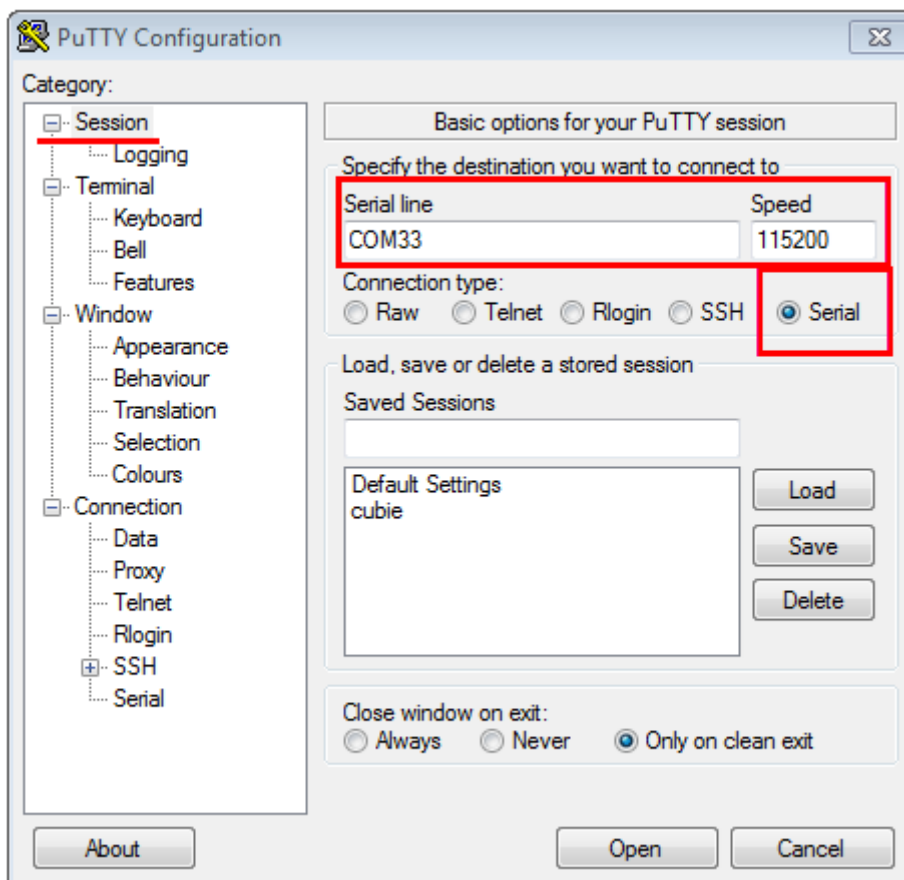 PuTTY Configuration
Category:
Session
Logging
Terminal
Keyboard
Bell
Features
Window
Appearance
Behaviour
Translation
Selection
Colours
Connection
Data
Proxy
Telnet
Rlogin
SSH
Serial
Basic options for your PuTTY session
Specify the destination you want to connect to
Serial line Speed
COM33 115200
Connection type:
Raw Telnet Rlogin SSH Serial
Load, save or delete a stored session
Saved Sessions
Default Settings
cubie
Load
Save
Delete
Close window on exit:
Always Never Only on clean exit
About Open Cancel